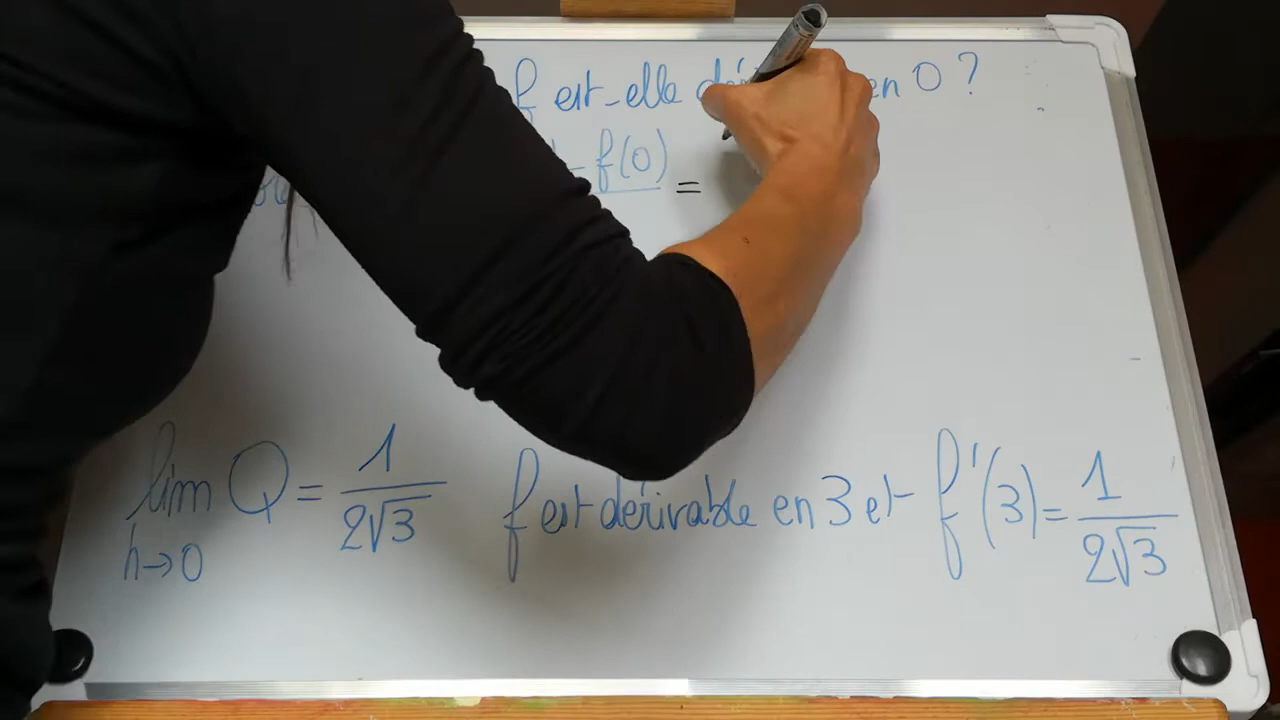 f est-elle en 0 ?
- f(0) =
lim Q = 1/2√3 f est dérivable en 3 et f'(3) = 1/2√3
h→0